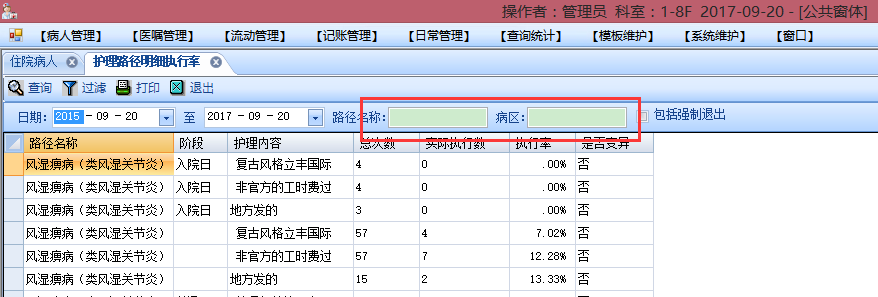 操作者：管理员 科室：1-8F 2017-09-20 - [公共窗体]
【病人管理】 【医嘱管理】 【流动管理】 【记账管理】 【日常管理】 【查询统计】 【模板维护】 【系统维护】 【窗口】
住院病人 护理路径明细执行率
查询 过滤 打印 退出
日期: 2015 - 09 - 20 至 2017 - 09 - 20 路径名称: 病区: 包括强制退出
路径名称 阶段 护理内容 总次数 实际执行数 执行率 是否变异
风湿痹病（类风湿关节炎） 入院日 复古风格立丰国际 4 0 .00% 否
风湿痹病（类风湿关节炎） 入院日 非官方的工时费过 4 0 .00% 否
风湿痹病（类风湿关节炎） 入院日 地方发的 3 0 .00% 否
风湿痹病（类风湿关节炎） 复古风格立丰国际 57 4 7.02% 否
风湿痹病（类风湿关节炎） 非官方的工时费过 57 7 12.28% 否
风湿痹病（类风湿关节炎） 地方发的 15 2 13.33% 否